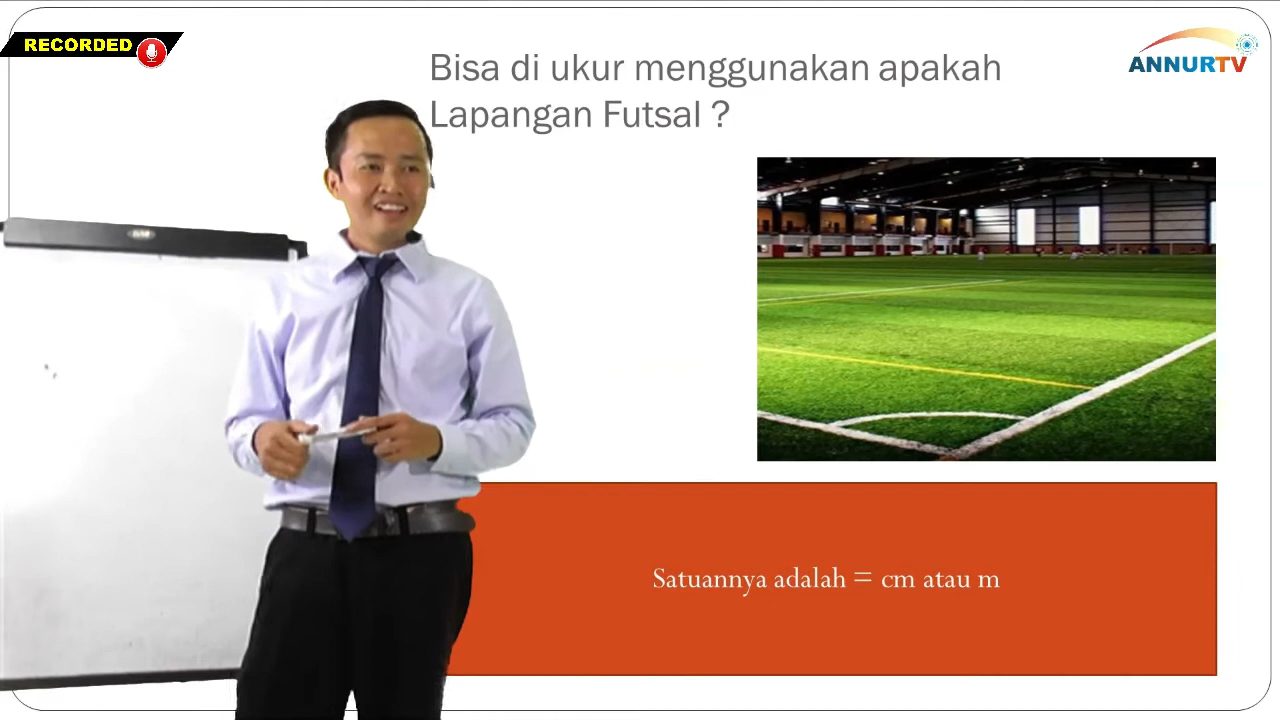 RECORDED
Bisa di ukur menggunakan apakah
Lapangan Futsal ?
ANNURTV
Satuannya adalah = cm atau m